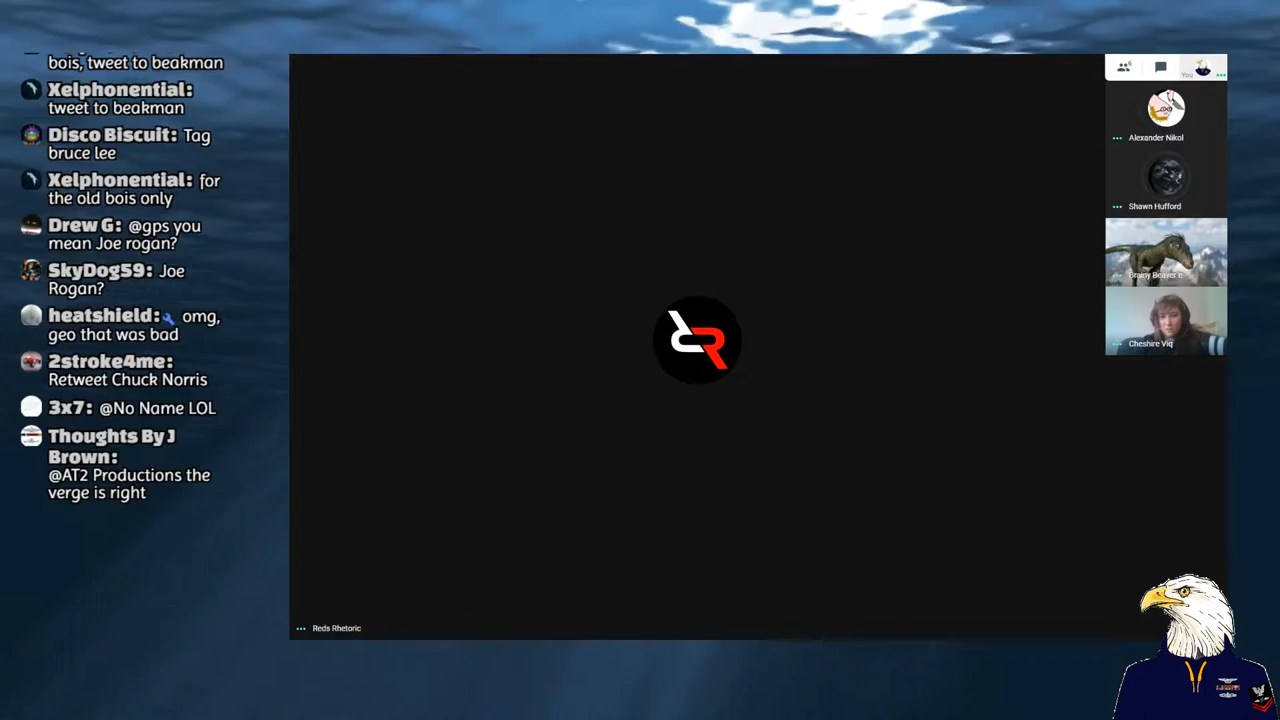 bois, tweet to beakman
Xelphonential:
tweet to beakman
Disco Biscuit: Tag
bruce lee
Xelphonential: for
the old bois only
Drew G: @gps you
mean Joe rogan?
SkyDog59: Joe
Rogan?
heatshield: omg,
geo that was bad
2stroke4me:
Retweet Chuck Norris
3x7: @No Name LOL
Thoughts By J
Brown:
@AT2 Productions the
verge is right
Reds Rhetoric
You
Alexander Nikol
Shawn Hufford
Cheshire Viq